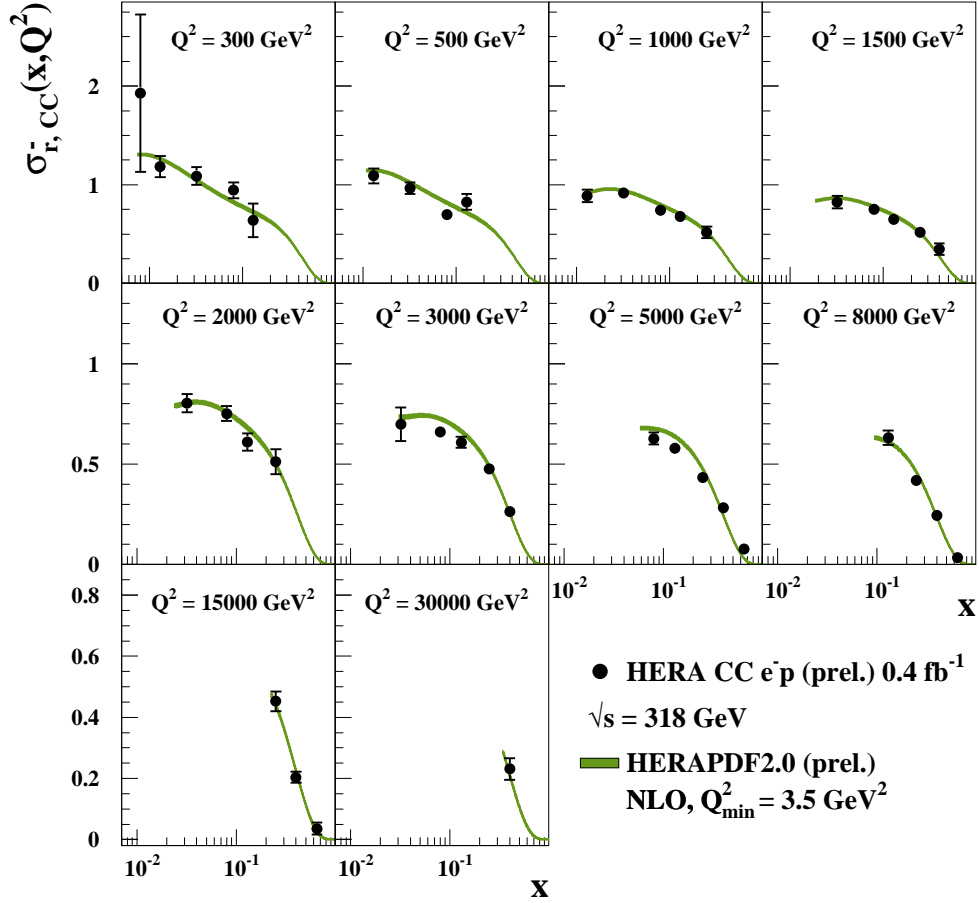 σ⁻r, CC(x,Q²)
Q² = 300 GeV²
Q² = 500 GeV²
Q² = 1000 GeV²
Q² = 1500 GeV²
2
1
0
Q² = 2000 GeV²
Q² = 3000 GeV²
Q² = 5000 GeV²
Q² = 8000 GeV²
1
0.5
0
10⁻² 10⁻¹ 10⁻² 10⁻¹
x
Q² = 15000 GeV²
Q² = 30000 GeV²
0.8
0.6
0.4
0.2
0
10⁻² 10⁻¹ 10⁻² 10⁻¹
x
HERA CC e⁻p (prel.) 0.4 fb⁻¹
√s = 318 GeV
HERAPDF2.0 (prel.)
NLO, Q²min = 3.5 GeV²